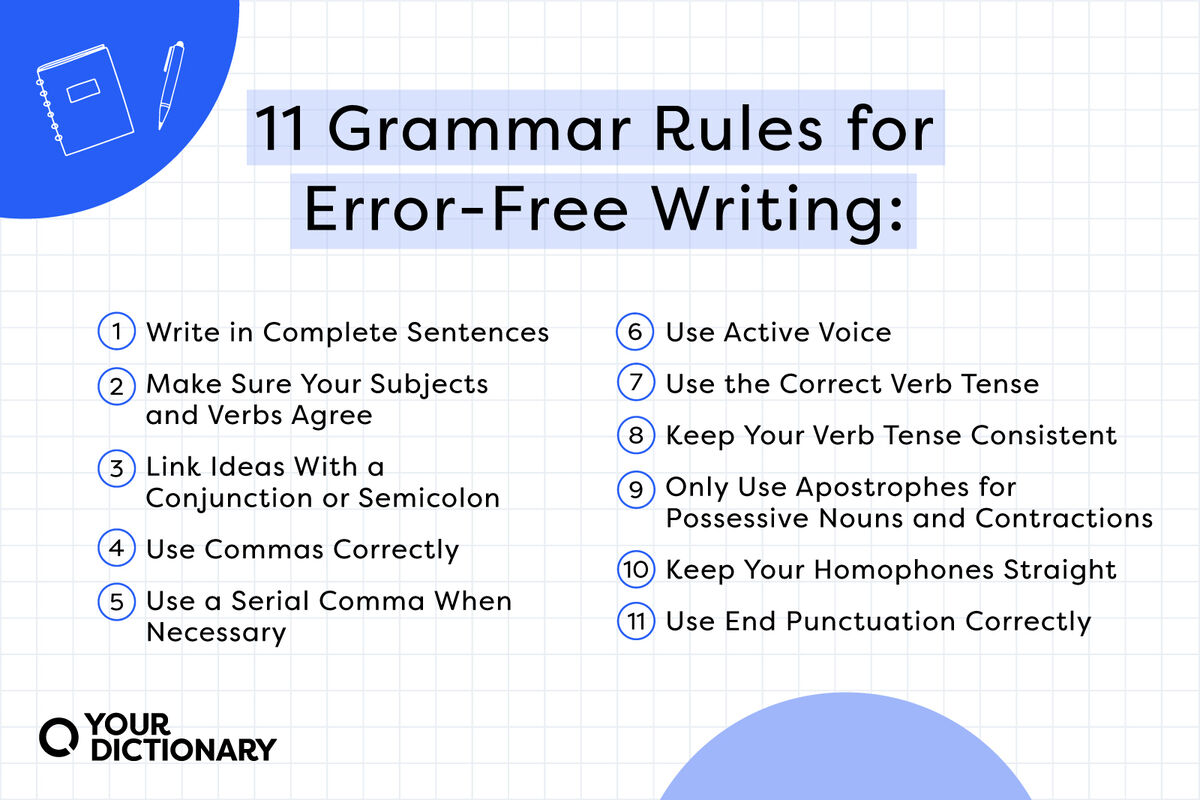 11 Grammar Rules for
Error-Free Writing:
1 Write in Complete Sentences
2 Make Sure Your Subjects
and Verbs Agree
3 Link Ideas With a
Conjunction or Semicolon
4 Use Commas Correctly
5 Use a Serial Comma When
Necessary
6 Use Active Voice
7 Use the Correct Verb Tense
8 Keep Your Verb Tense Consistent
9 Only Use Apostrophes for
Possessive Nouns and Contractions
10 Keep Your Homophones Straight
11 Use End Punctuation Correctly
YOUR
DICTIONARY